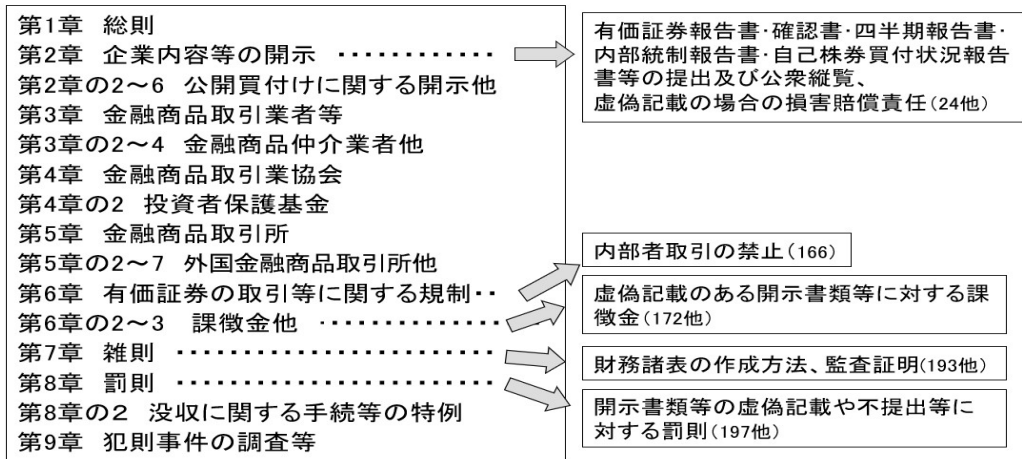 第1章 総則
第2章 企業内容等の開示 ・・・・・・・・・・・・
第2章の2～6 公開買付けに関する開示他
第3章 金融商品取引業者等
第3章の2～4 金融商品仲介業者他
第4章 金融商品取引業協会
第4章の2 投資者保護基金
第5章 金融商品取引所
第5章の2～7 外国金融商品取引所他
第6章 有価証券の取引等に関する規制・・
第6章の2～3 課徴金他 ・・・・・・・・・・・・・・
第7章 雑則 ・・・・・・・・・・・・・・・・・・・・・・・・
第8章 罰則 ・・・・・・・・・・・・・・・・・・・・・・・・
第8章の2 没収に関する手続等の特例
第9章 犯則事件の調査等
有価証券報告書・確認書・四半期報告書・
内部統制報告書・自己株券買付状況報告
書等の提出及び公衆縦覧、
虚偽記載の場合の損害賠償責任(24他)
内部者取引の禁止(166)
虚偽記載のある開示書類等に対する課
徴金(172他)
財務諸表の作成方法、監査証明(193他)
開示書類等の虚偽記載や不提出等に
対する罰則(197他)